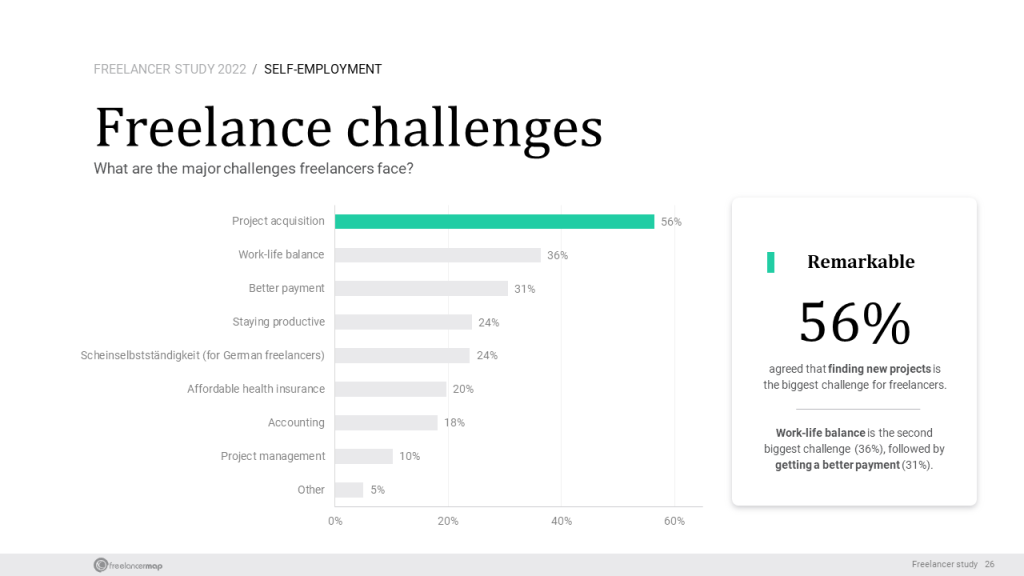 FREELANCER STUDY 2022 / SELF-EMPLOYMENT
Freelance challenges
What are the major challenges freelancers face?
Project acquisition 56%
Work-life balance 36%
Better payment 31%
Staying productive 24%
Scheinselbstständigkeit (for German freelancers) 24%
Affordable health insurance 20%
Accounting 18%
Project management 10%
Other 5%
0% 20% 40% 60%
Remarkable
56%
agreed that finding new projects is
the biggest challenge for freelancers.
Work-life balance is the second
biggest challenge (36%), followed by
getting a better payment (31%).
freelancermap
Freelancer study 26